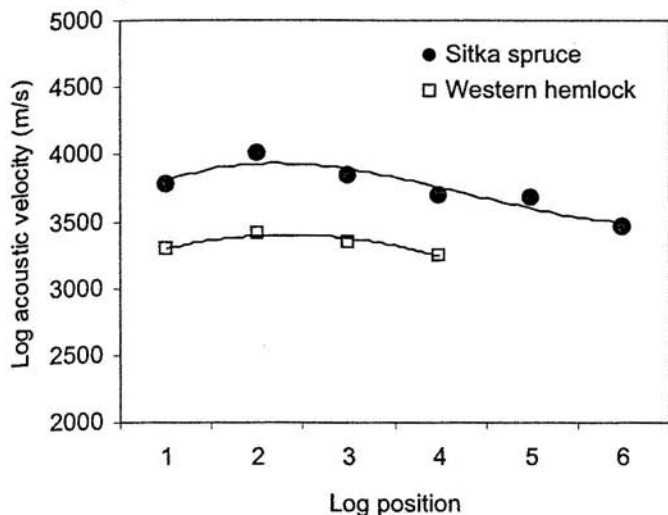 5000
4500
4000
3500
3000
2500
2000
Log acoustic velocity (m/s)
Sitka spruce
Western hemlock
1 2 3 4 5 6
Log position